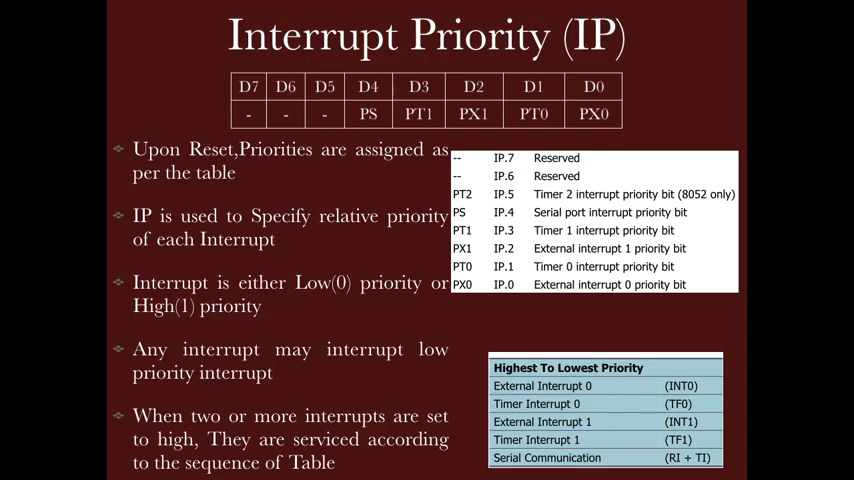 Interrupt Priority (IP)
D7 D6 D5 D4 D3 D2 D1 D0
- - - PS PT1 PX1 PT0 PX0
Upon Reset,Priorities are assigned as
per the table
IP is used to Specify relative priority
of each Interrupt
Interrupt is either Low(0) priority or
High(1) priority
Any interrupt may interrupt low
priority interrupt
When two or more interrupts are set
to high, They are serviced according
to the sequence of Table
-- IP.7 Reserved
-- IP.6 Reserved
PT2 IP.5 Timer 2 interrupt priority bit (8052 only)
PS IP.4 Serial port interrupt priority bit
PT1 IP.3 Timer 1 interrupt priority bit
PX1 IP.2 External interrupt 1 priority bit
PT0 IP.1 Timer 0 interrupt priority bit
PX0 IP.0 External interrupt 0 priority bit
Highest To Lowest Priority
External Interrupt 0 (INT0)
Timer Interrupt 0 (TF0)
External Interrupt 1 (INT1)
Timer Interrupt 1 (TF1)
Serial Communication (RI + TI)